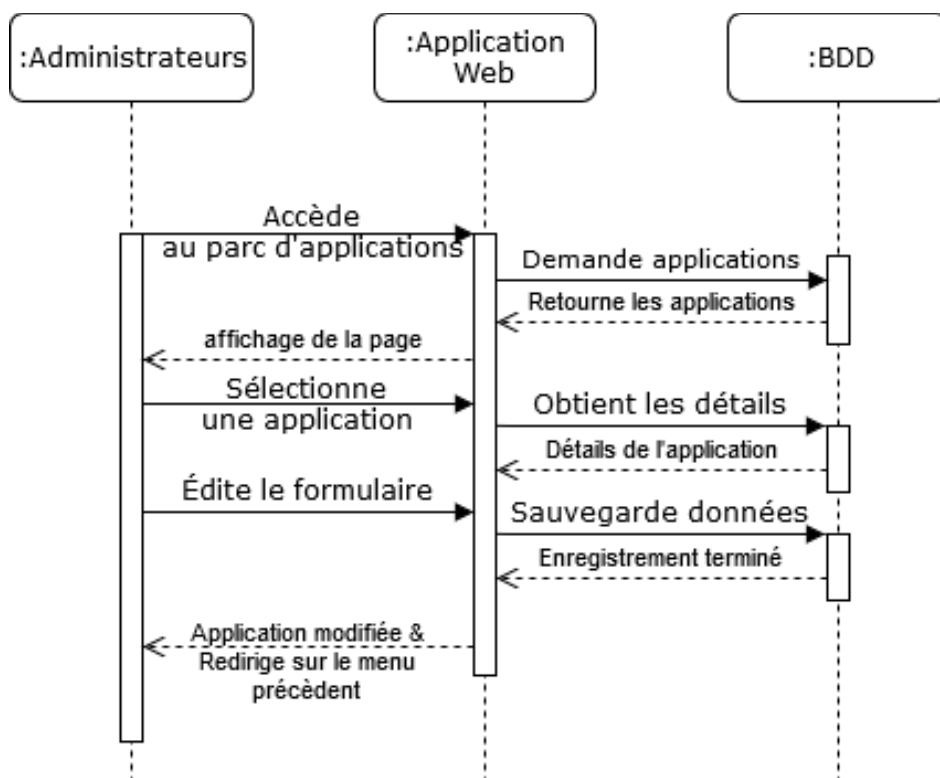 :Administrateurs
:Application
Web
:BDD
Accède
au parc d'applications
Demande applications
Retourne les applications
affichage de la page
Sélectionne
une application
Obtient les détails
Détails de l'application
Édite le formulaire
Sauvegarde données
Enregistrement terminé
Application modifiée &
Redirige sur le menu
précèdent